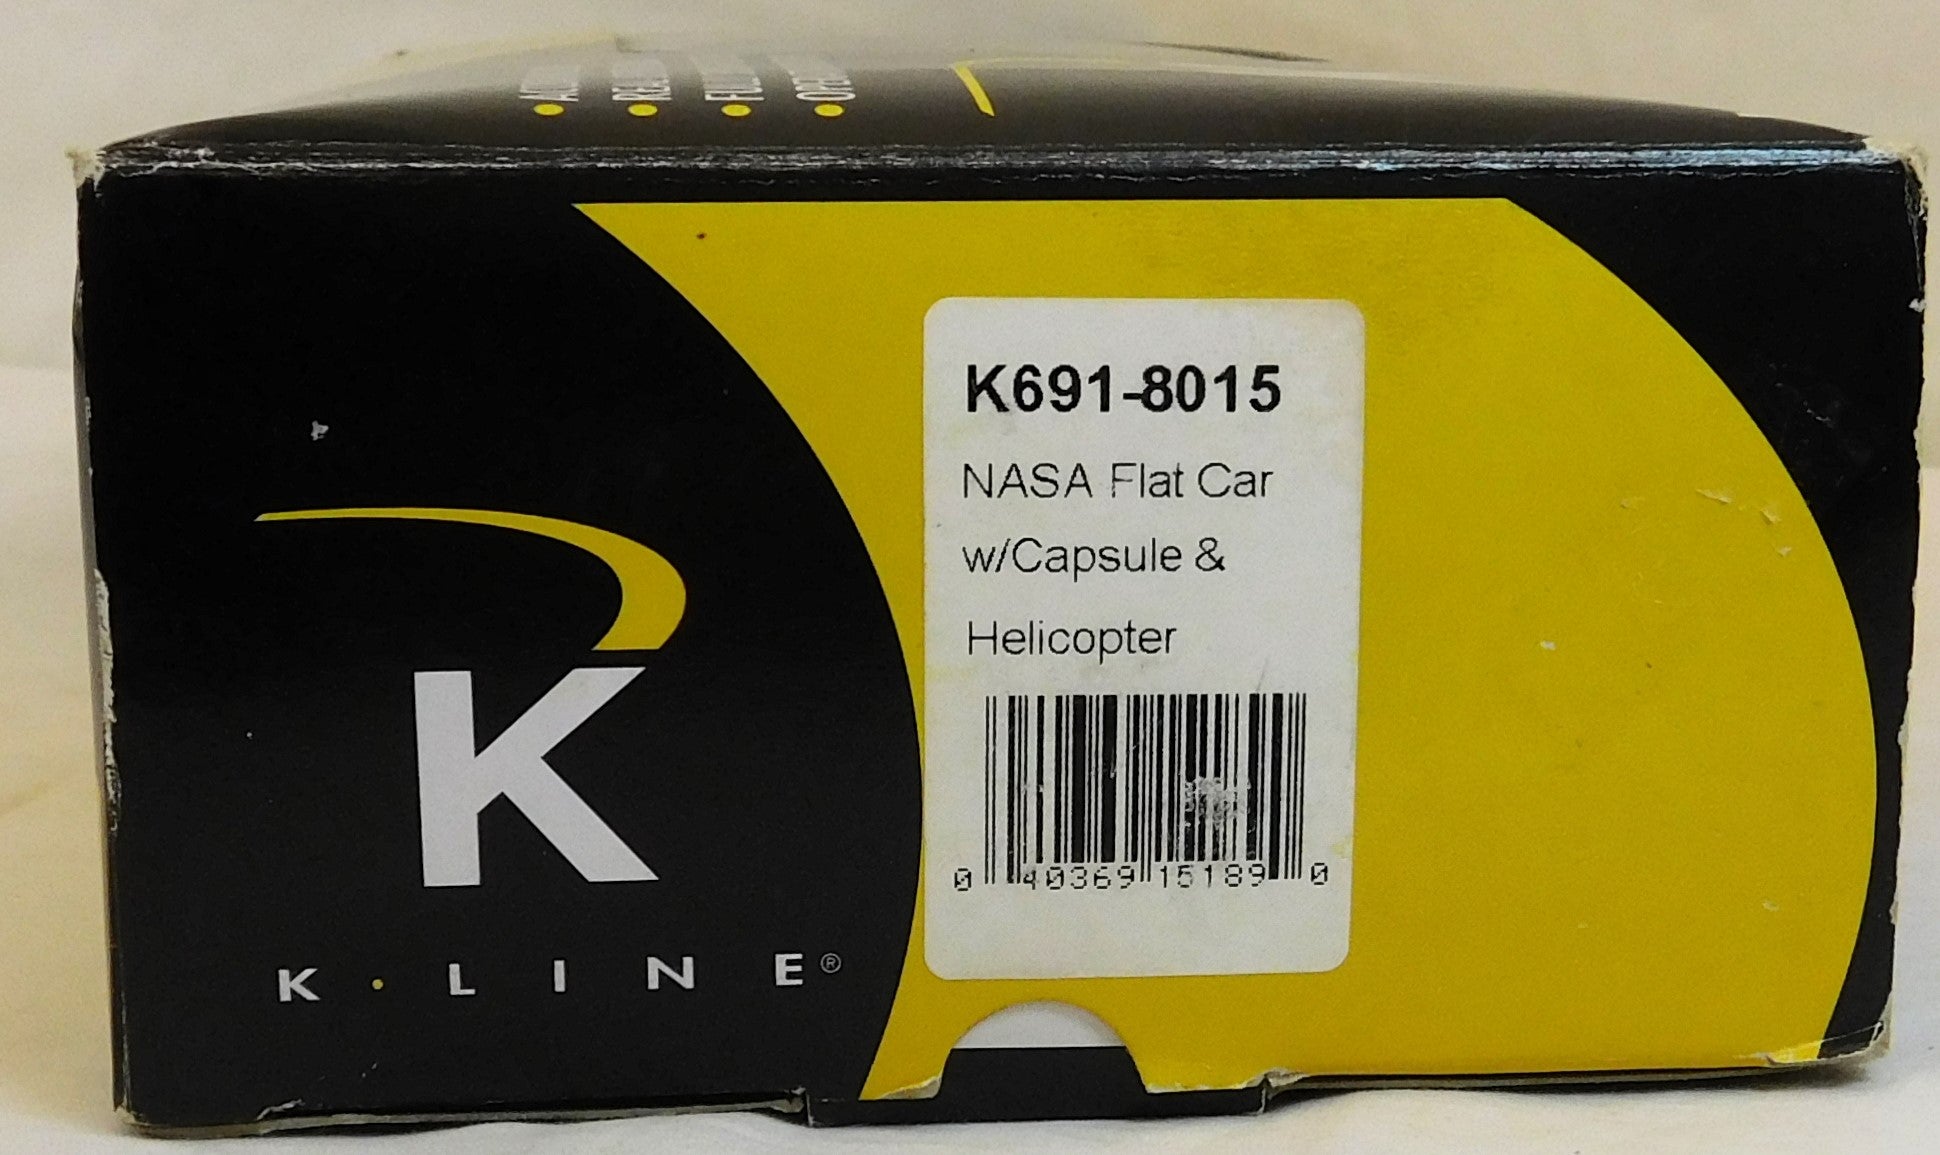 K
K·LINE®
K691-8015
NASA Flat Car
w/Capsule &
Helicopter
0 40369 15189 0